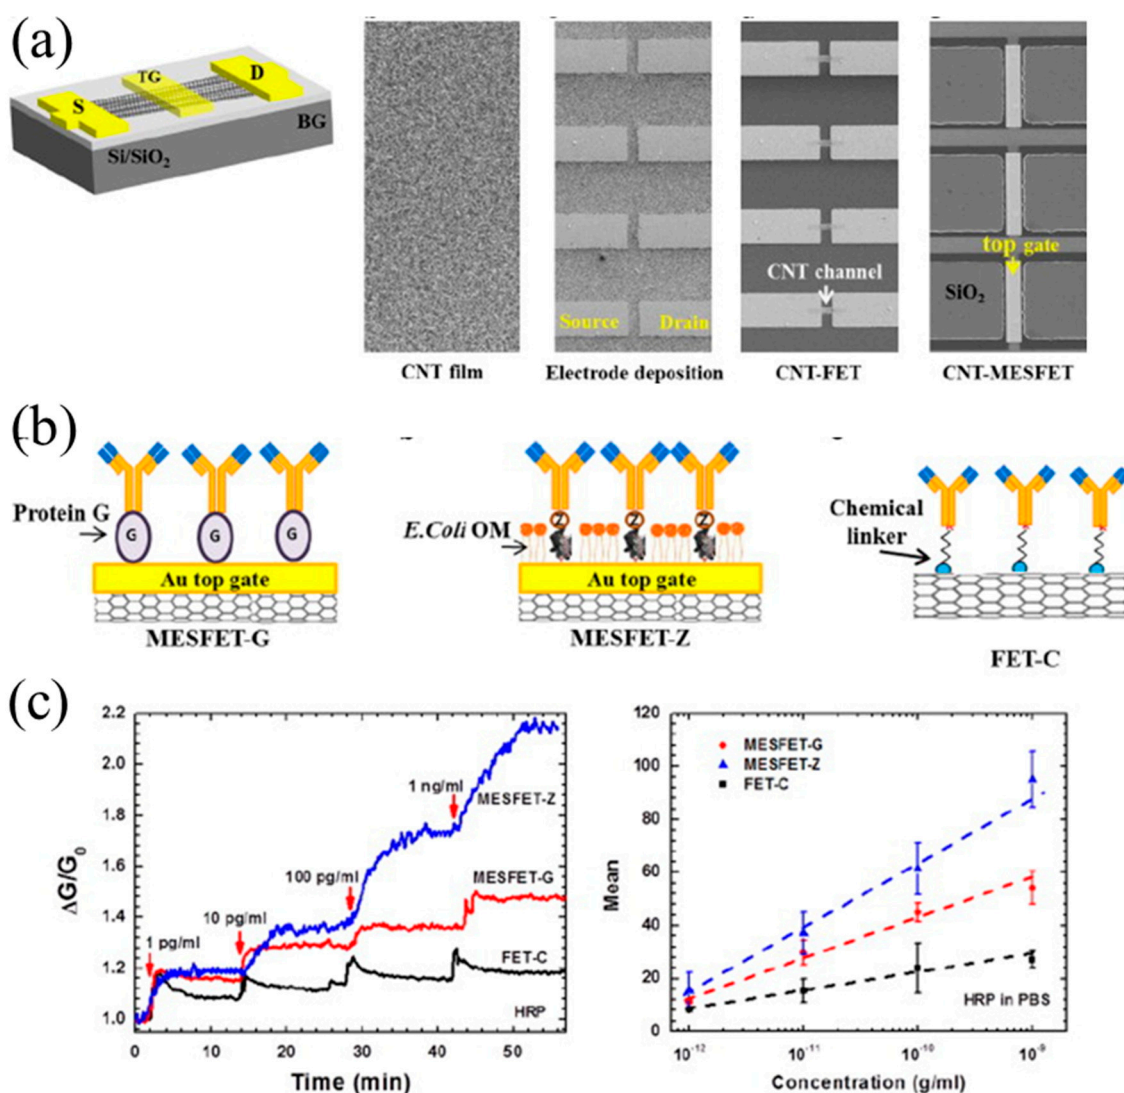 (a)
TG
D
S
BG
Si/SiO₂
CNT channel
top gate
SiO₂
Source
Drain
CNT film
Electrode deposition
CNT-FET
CNT-MESFET
(b)
Protein G
G
G
G
Au top gate
MESFET-G
E.Coli OM
Z
Z
Z
Au top gate
MESFET-Z
Chemical
linker
FET-C
(c)
2.2
2.0
1.8
1.6
1.4
1.2
1.0
ΔG/G₀
1 pg/ml
10 pg/ml
100 pg/ml
1 ng/ml
MESFET-Z
MESFET-G
FET-C
HRP
0
10
20
30
40
50
Time (min)
120
100
80
60
40
20
0
Mean
MESFET-G
MESFET-Z
FET-C
HRP in PBS
10⁻¹²
10⁻¹¹
10⁻¹⁰
10⁻⁹
Concentration (g/ml)